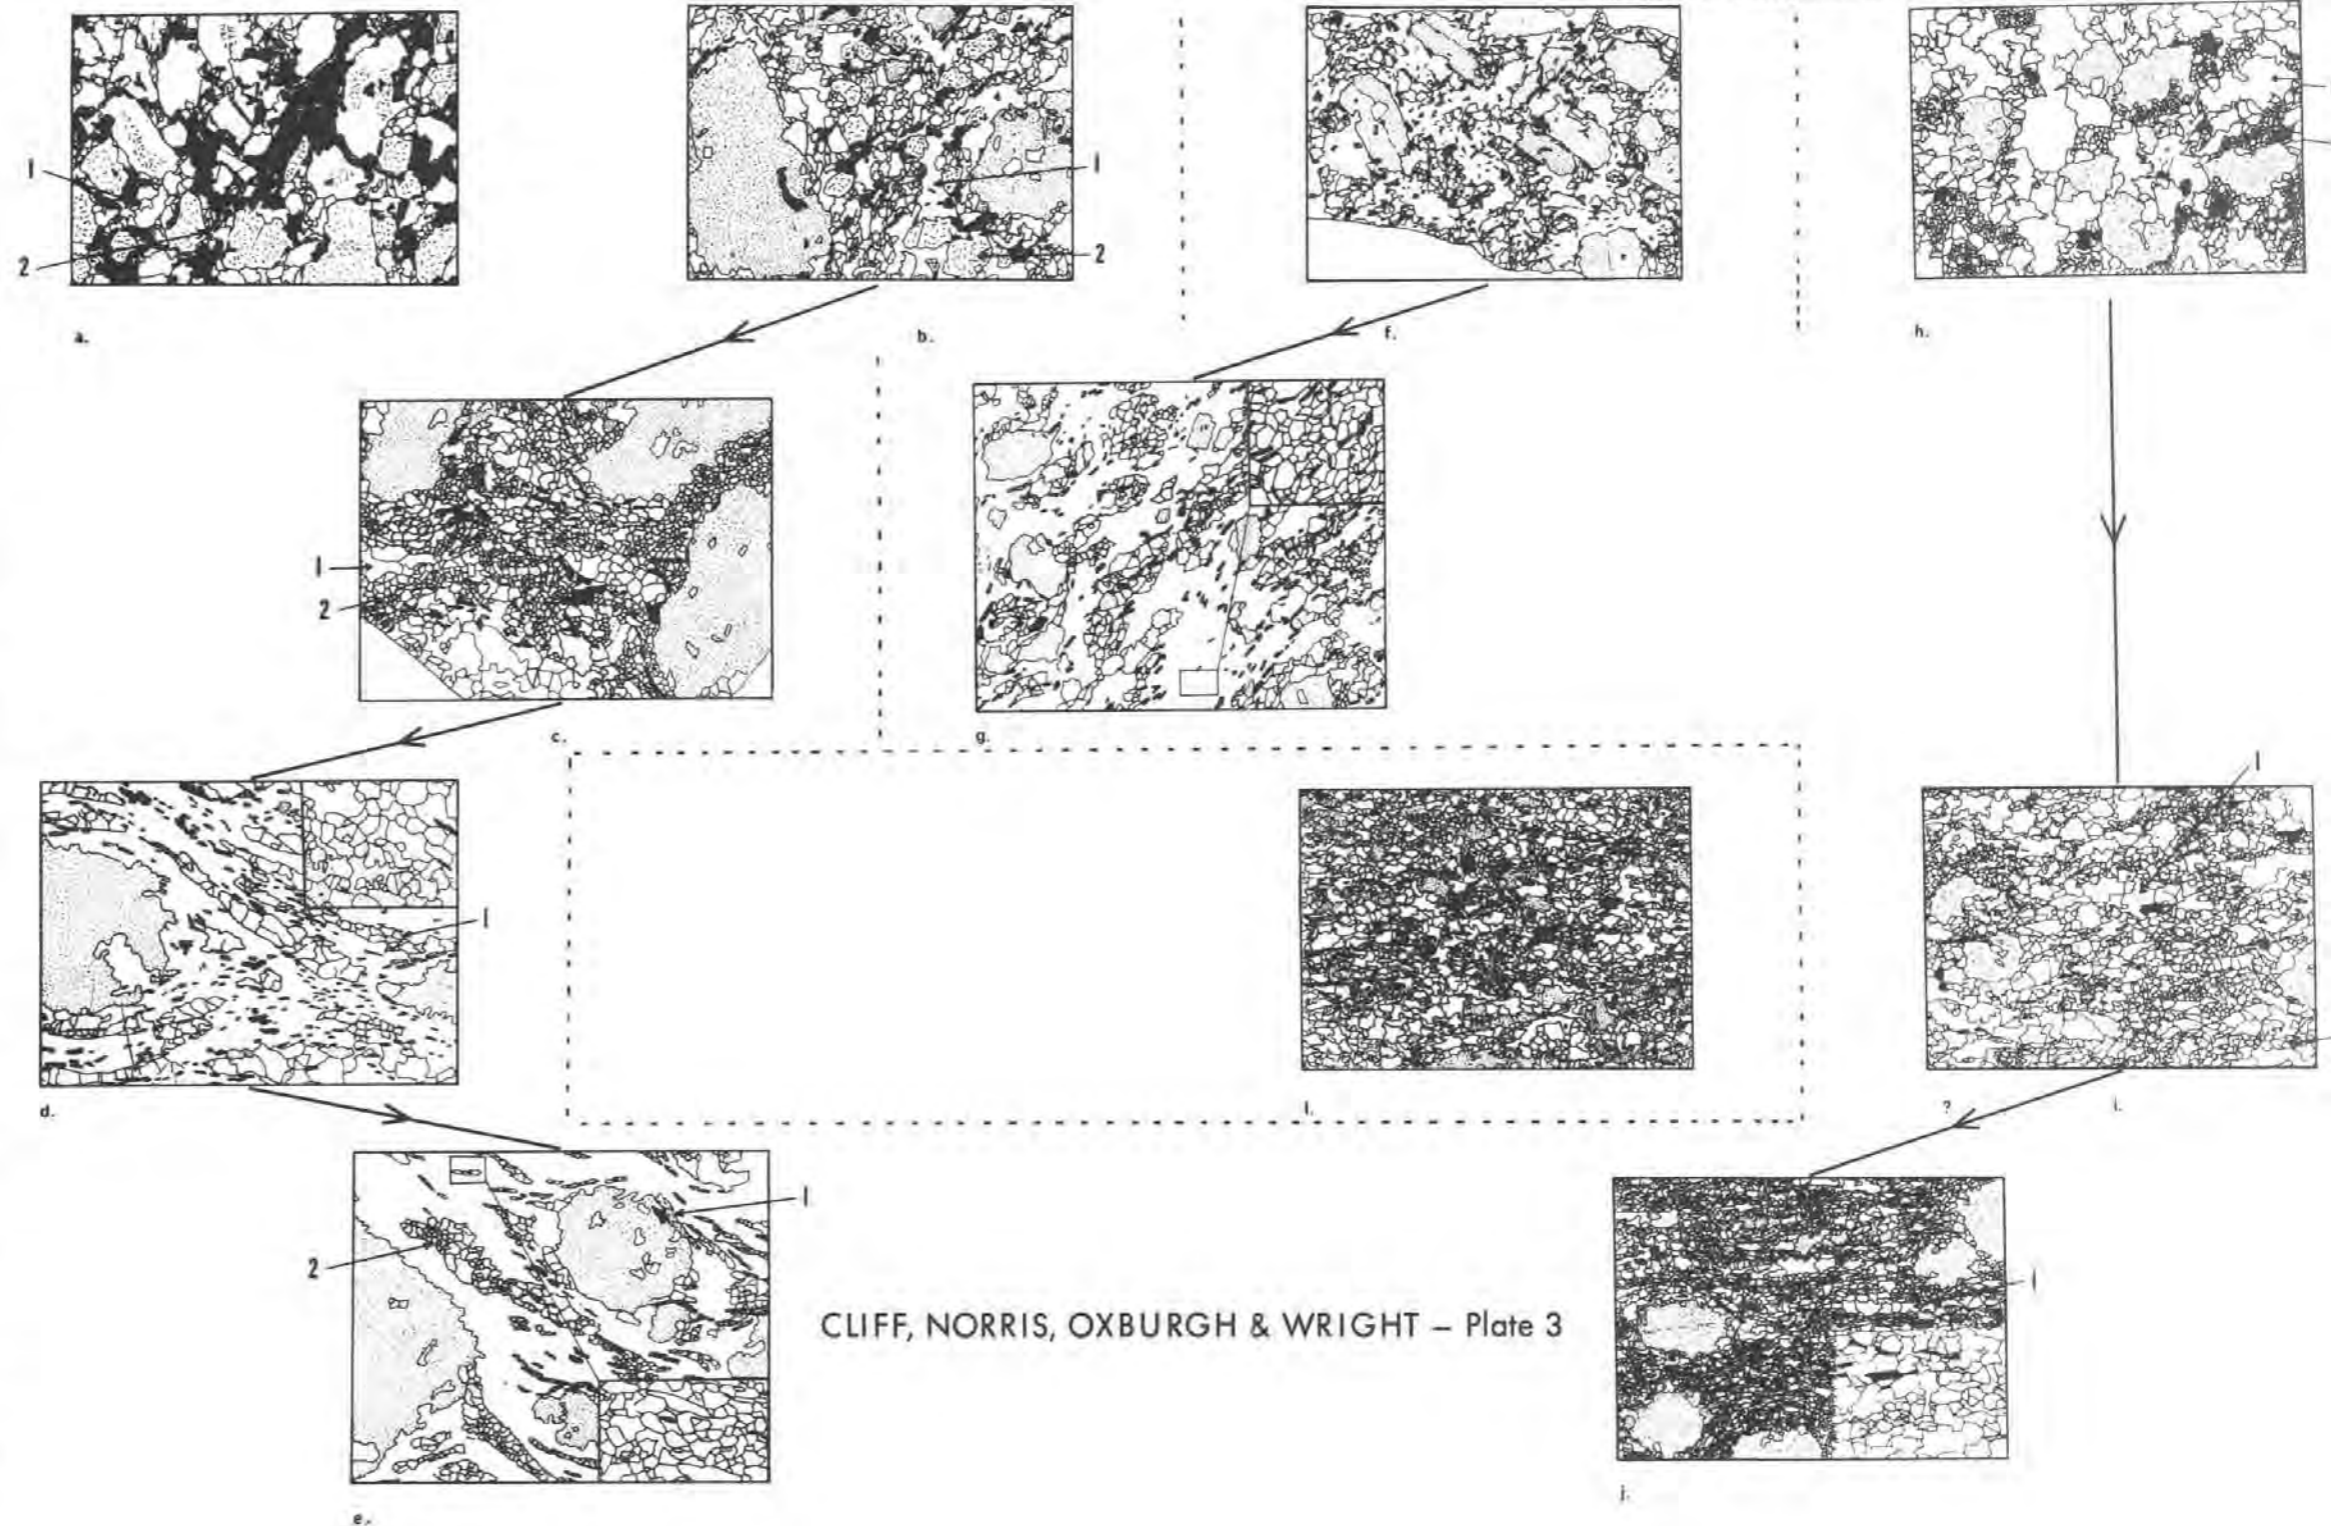 1
2
a.
1
2
b.
f.
h.
1
2
c.
g.
1
d.
l.
1
?
i.
1
2
e.
CLIFF, NORRIS, OXBURGH & WRIGHT – Plate 3
1
j.